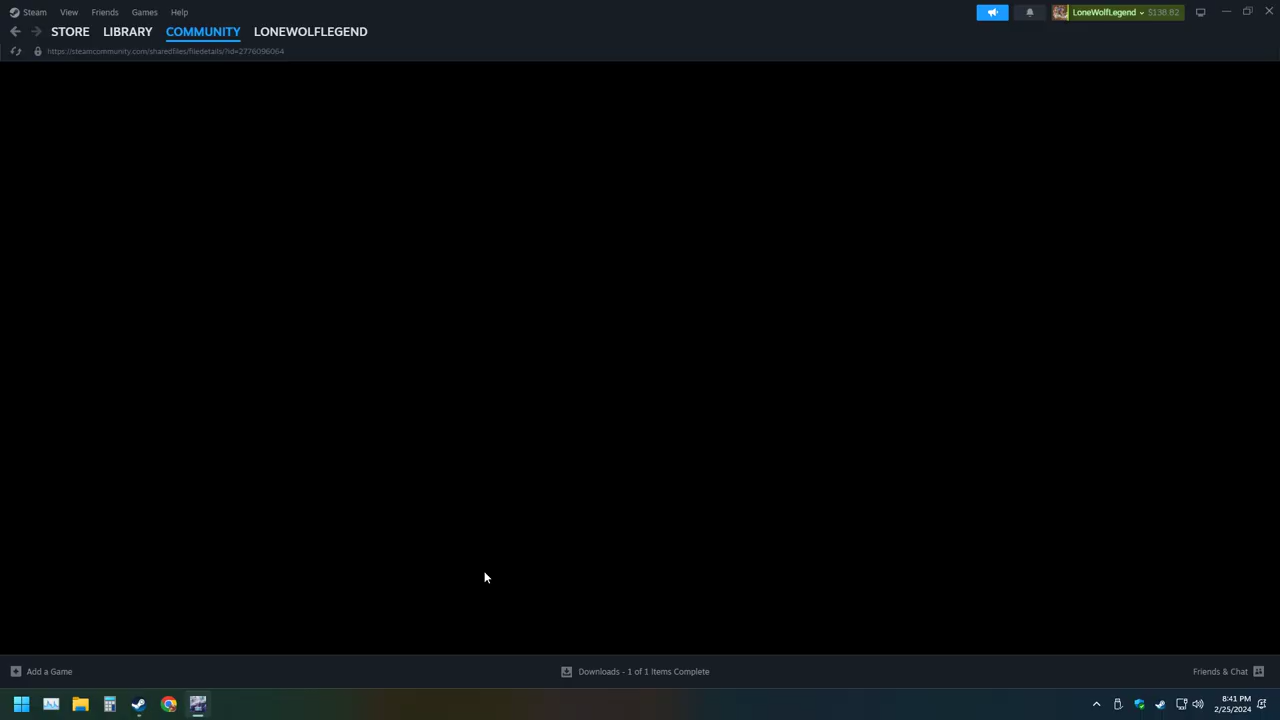 Steam View Friends Games Help
LoneWolfLegend $138.82
STORE LIBRARY COMMUNITY LONEWOLFLEGEND
https://steamcommunity.com/sharedfiles/filedetails/?id=2776096064
Add a Game
Downloads - 1 of 1 Items Complete
Friends & Chat
8:41 PM
2/25/2024